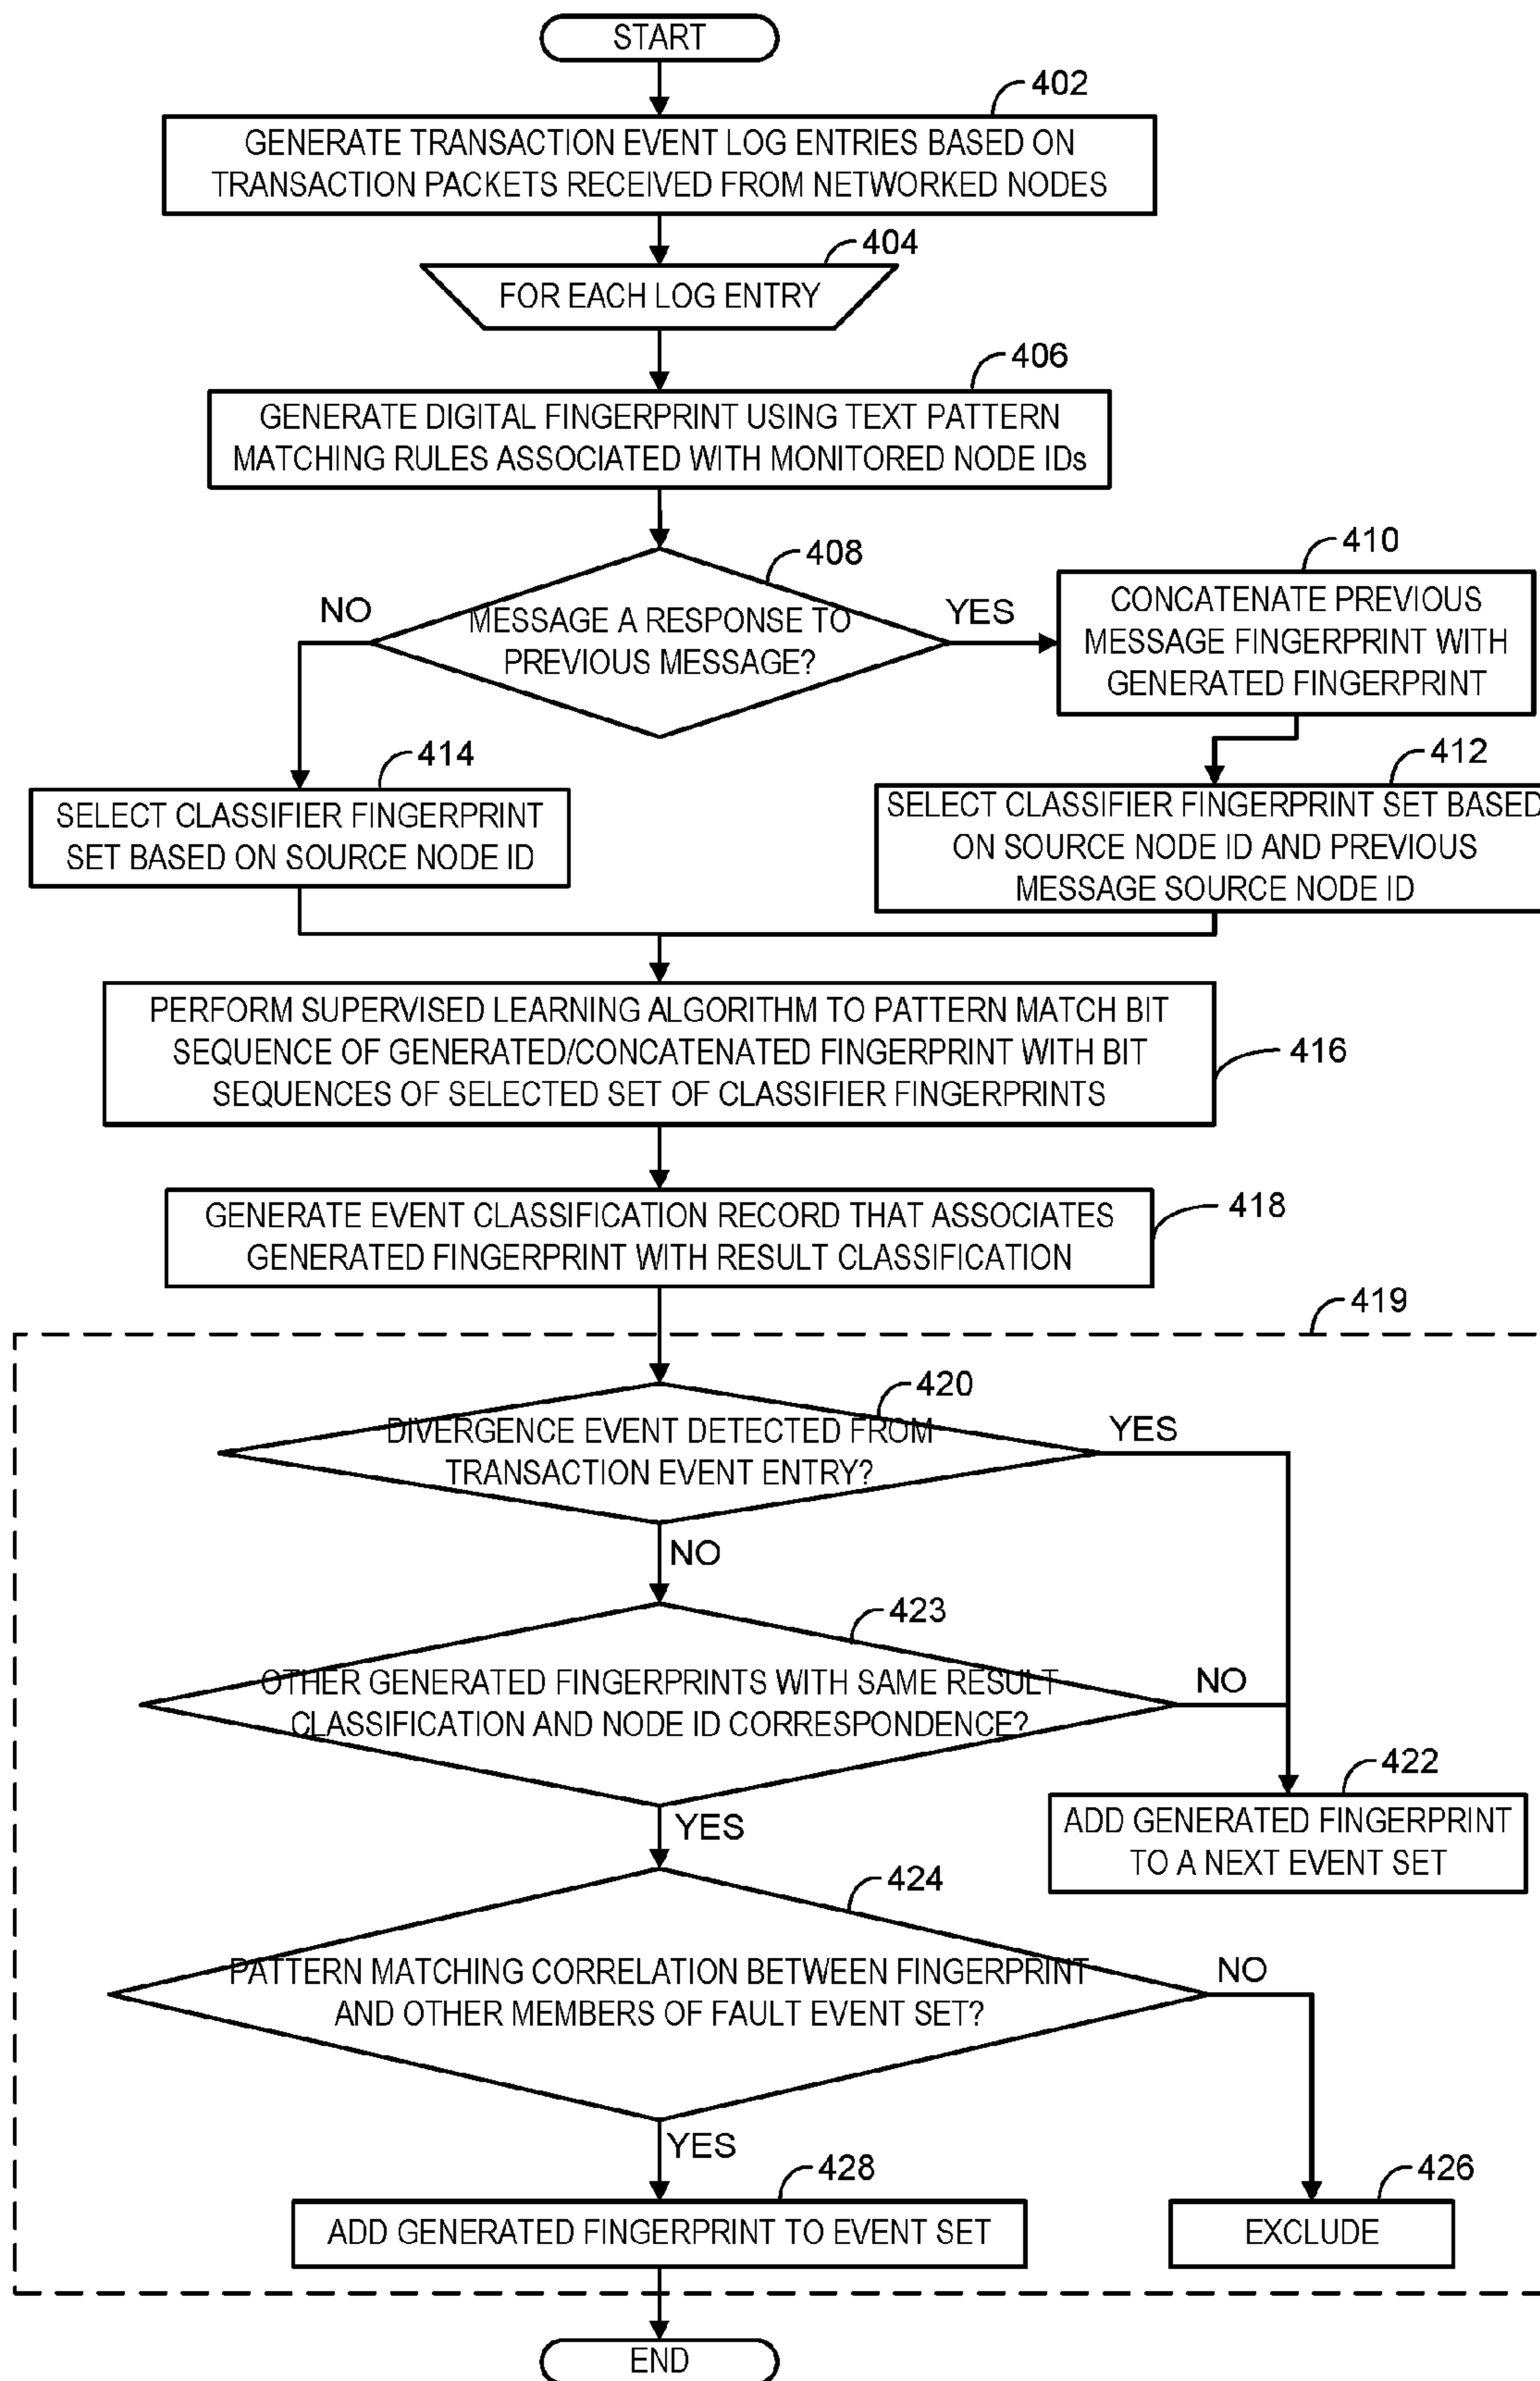 START
402
GENERATE TRANSACTION EVENT LOG ENTRIES BASED ON
TRANSACTION PACKETS RECEIVED FROM NETWORKED NODES
404
FOR EACH LOG ENTRY
406
GENERATE DIGITAL FINGERPRINT USING TEXT PATTERN
MATCHING RULES ASSOCIATED WITH MONITORED NODE IDs
408
MESSAGE A RESPONSE TO
PREVIOUS MESSAGE?
NO
YES
410
CONCATENATE PREVIOUS
MESSAGE FINGERPRINT WITH
GENERATED FINGERPRINT
414
SELECT CLASSIFIER FINGERPRINT
SET BASED ON SOURCE NODE ID
412
SELECT CLASSIFIER FINGERPRINT SET BASED
ON SOURCE NODE ID AND PREVIOUS
MESSAGE SOURCE NODE ID
PERFORM SUPERVISED LEARNING ALGORITHM TO PATTERN MATCH BIT
SEQUENCE OF GENERATED/CONCATENATED FINGERPRINT WITH BIT
SEQUENCES OF SELECTED SET OF CLASSIFIER FINGERPRINTS
416
GENERATE EVENT CLASSIFICATION RECORD THAT ASSOCIATES
GENERATED FINGERPRINT WITH RESULT CLASSIFICATION
418
419
420
DIVERGENCE EVENT DETECTED FROM
TRANSACTION EVENT ENTRY?
YES
NO
423
OTHER GENERATED FINGERPRINTS WITH SAME RESULT
CLASSIFICATION AND NODE ID CORRESPONDENCE?
NO
YES
422
ADD GENERATED FINGERPRINT
TO A NEXT EVENT SET
424
PATTERN MATCHING CORRELATION BETWEEN FINGERPRINT
AND OTHER MEMBERS OF FAULT EVENT SET?
NO
YES
428
ADD GENERATED FINGERPRINT TO EVENT SET
426
EXCLUDE
END